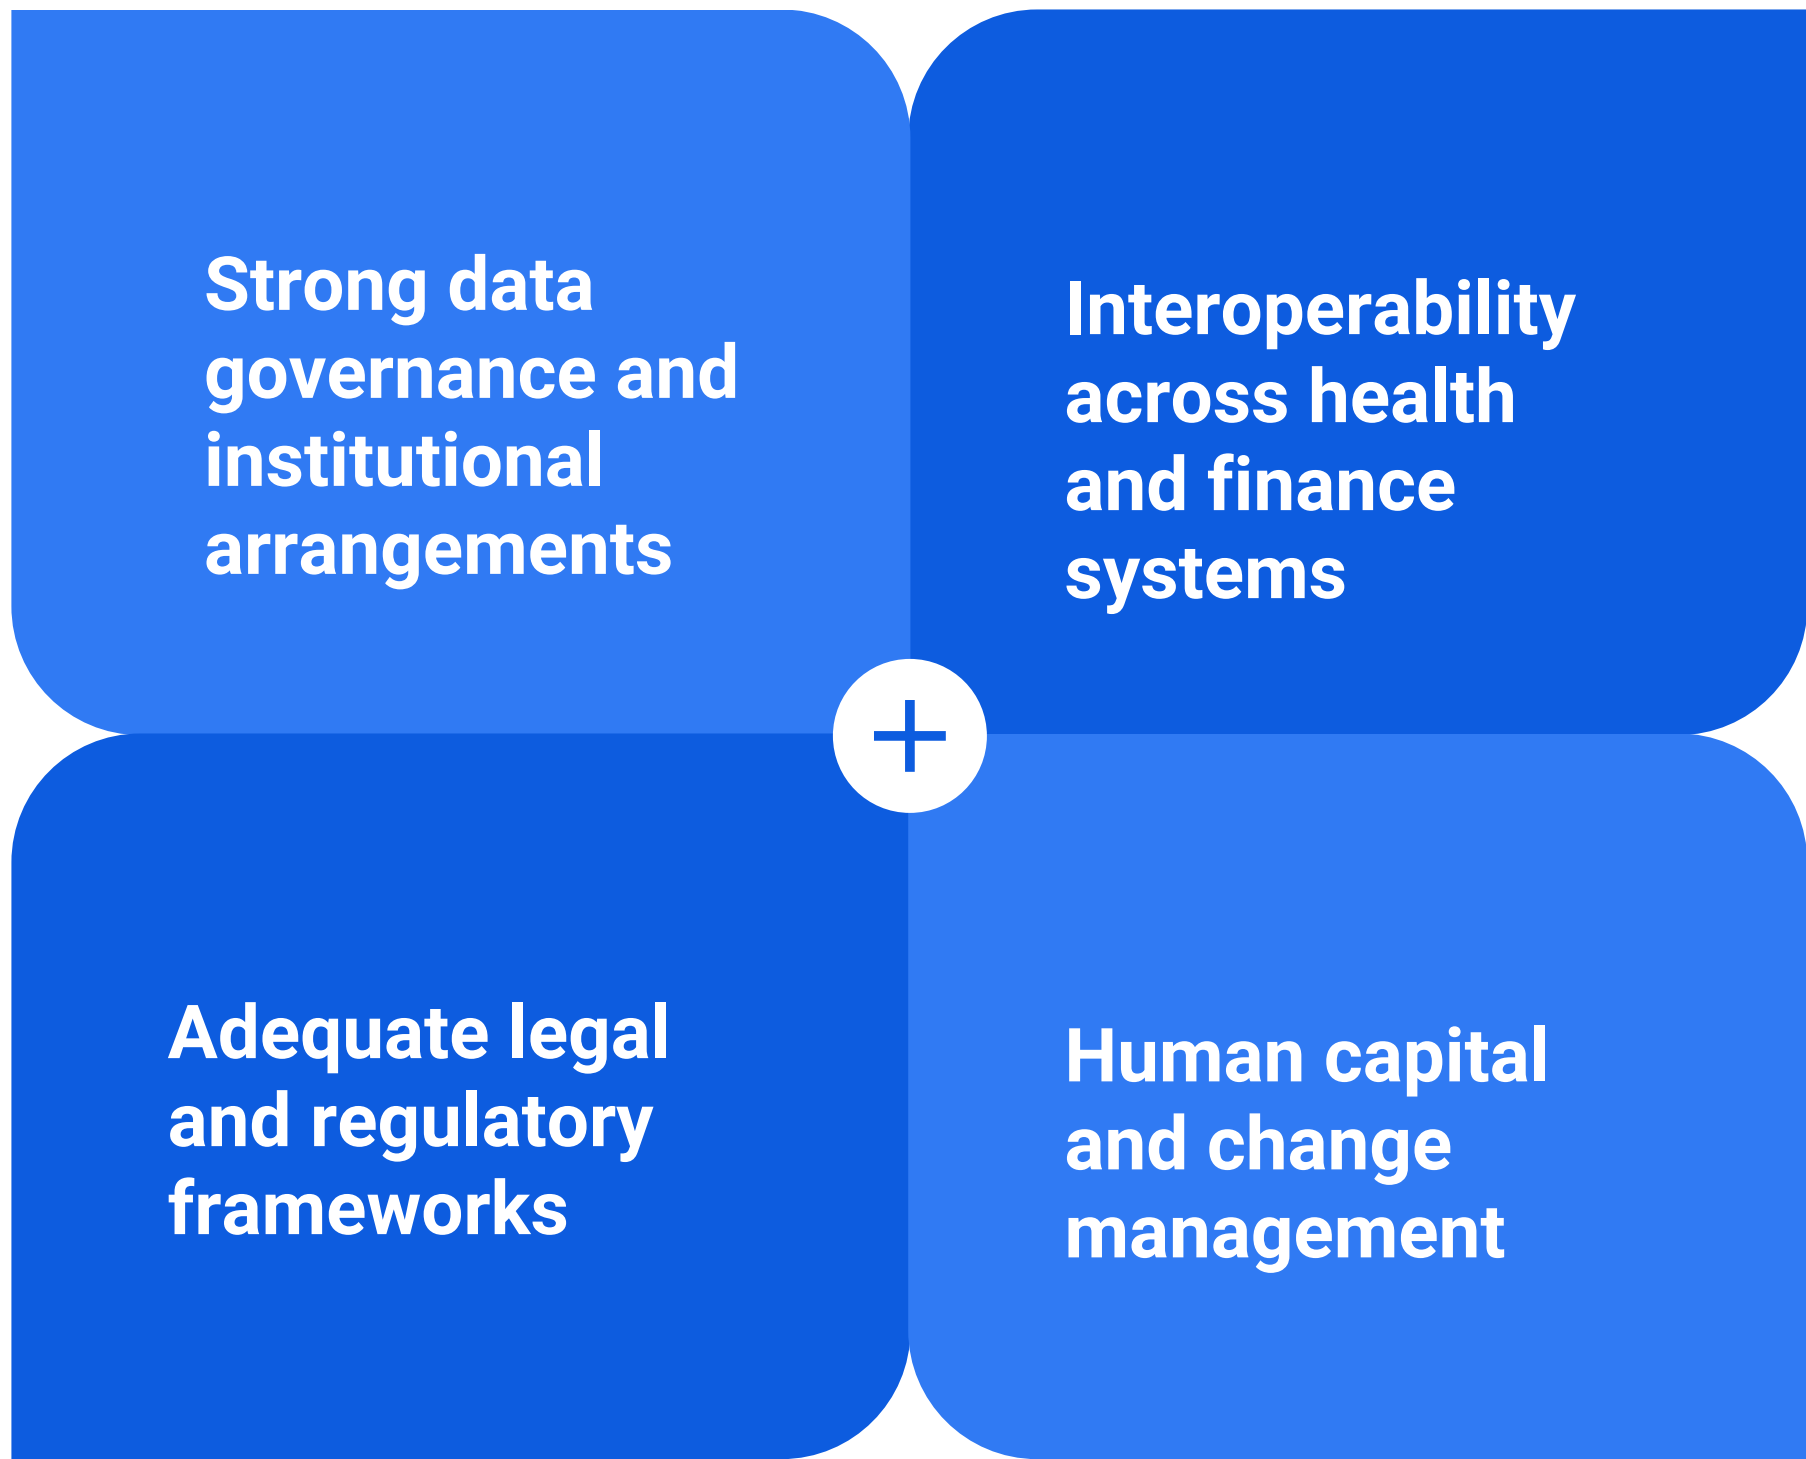 Strong data
governance and
institutional
arrangements
Interoperability
across health
and finance
systems
+
Adequate legal
and regulatory
frameworks
Human capital
and change
management